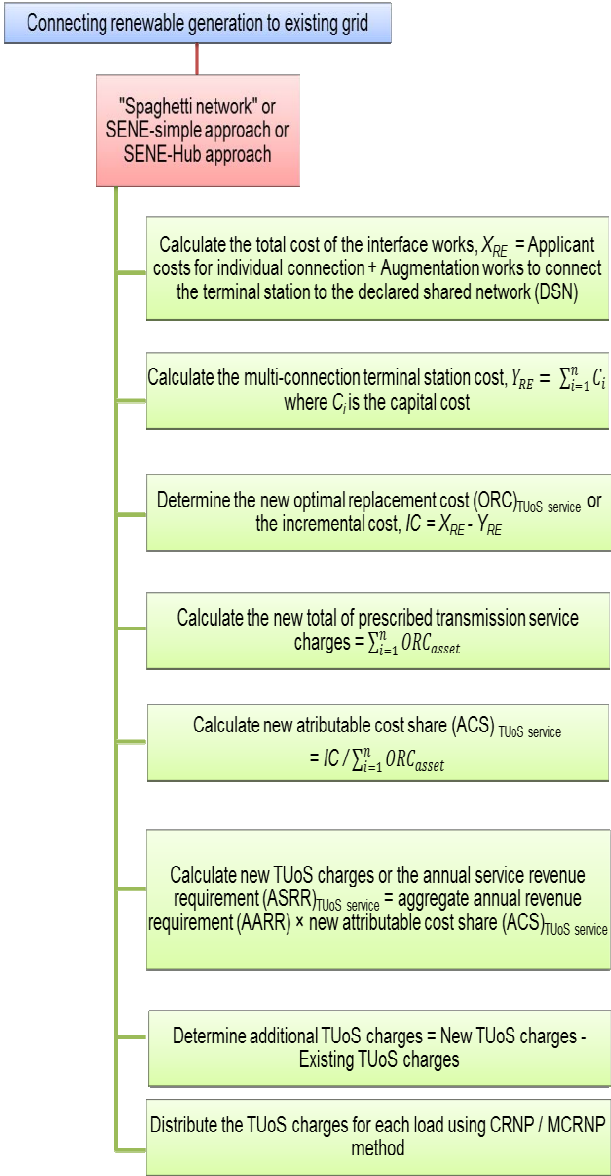 Connecting renewable generation to existing grid
"Spaghetti network" or
SENE-simple approach or
SENE-Hub approach
Calculate the total cost of the interface works, X_RE = Applicant
costs for individual connection + Augmentation works to connect
the terminal station to the declared shared network (DSN)
Calculate the multi-connection terminal station cost, Y_RE = ∑_{i=1}^{n} C_i
where C_i is the capital cost
Determine the new optimal replacement cost (ORC)_TUoS service or
the incremental cost, IC = X_RE - Y_RE
Calculate the new total of prescribed transmission service
charges = ∑_{i=1}^{n} ORC_asset
Calculate new atributable cost share (ACS) _TUoS service
= IC / ∑_{i=1}^{n} ORC_asset
Calculate new TUoS charges or the annual service revenue
requirement (ASRR)_TUoS service = aggregate annual revenue
requirement (AARR) × new attributable cost share (ACS)_TUoS service
Determine additional TUoS charges = New TUoS charges -
Existing TUoS charges
Distribute the TUoS charges for each load using CRNP / MCRNP
method